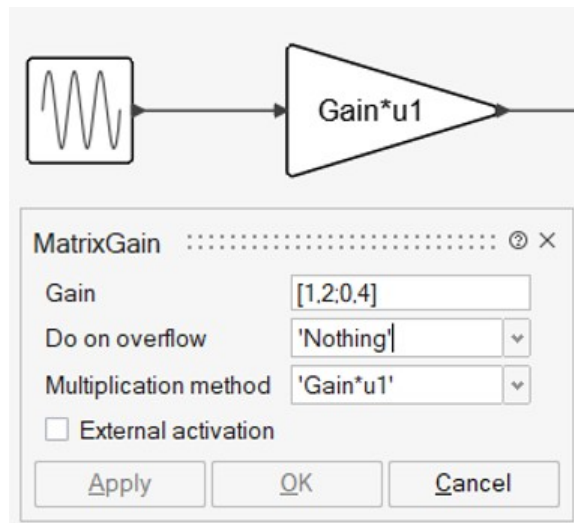 Gain*u1
MatrixGain
Gain [1,2;0,4]
Do on overflow 'Nothing'
Multiplication method 'Gain*u1'
External activation
Apply OK Cancel